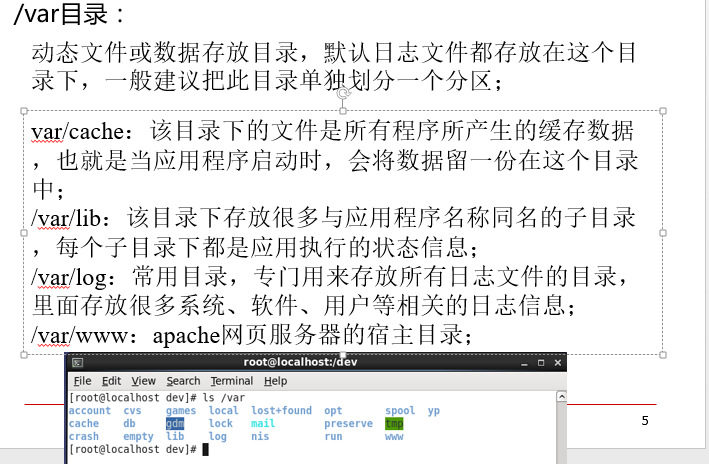 /var目录：
动态文件或数据存放目录，默认日志文件都存放在这个目
录下，一般建议把此目录单独划分一个分区；
var/cache：该目录下的文件是所有程序所产生的缓存数据
，也就是当应用程序启动时，会将数据留一份在这个目录
中；
/var/lib：该目录下存放很多与应用程序名称同名的子目录
，每个子目录下都是应用执行的状态信息；
/var/log：常用目录，专门用来存放所有日志文件的目录，
里面存放很多系统、软件、用户等相关的日志信息；
/var/www：apache网页服务器的宿主目录；
root@localhost:/dev
File Edit View Search Terminal Help
[root@localhost dev]# ls /var
account cvs games local lost+found opt spool yp
cache db gdm lock mail preserve tmp
crash empty lib log nis run www
[root@localhost dev]#
5